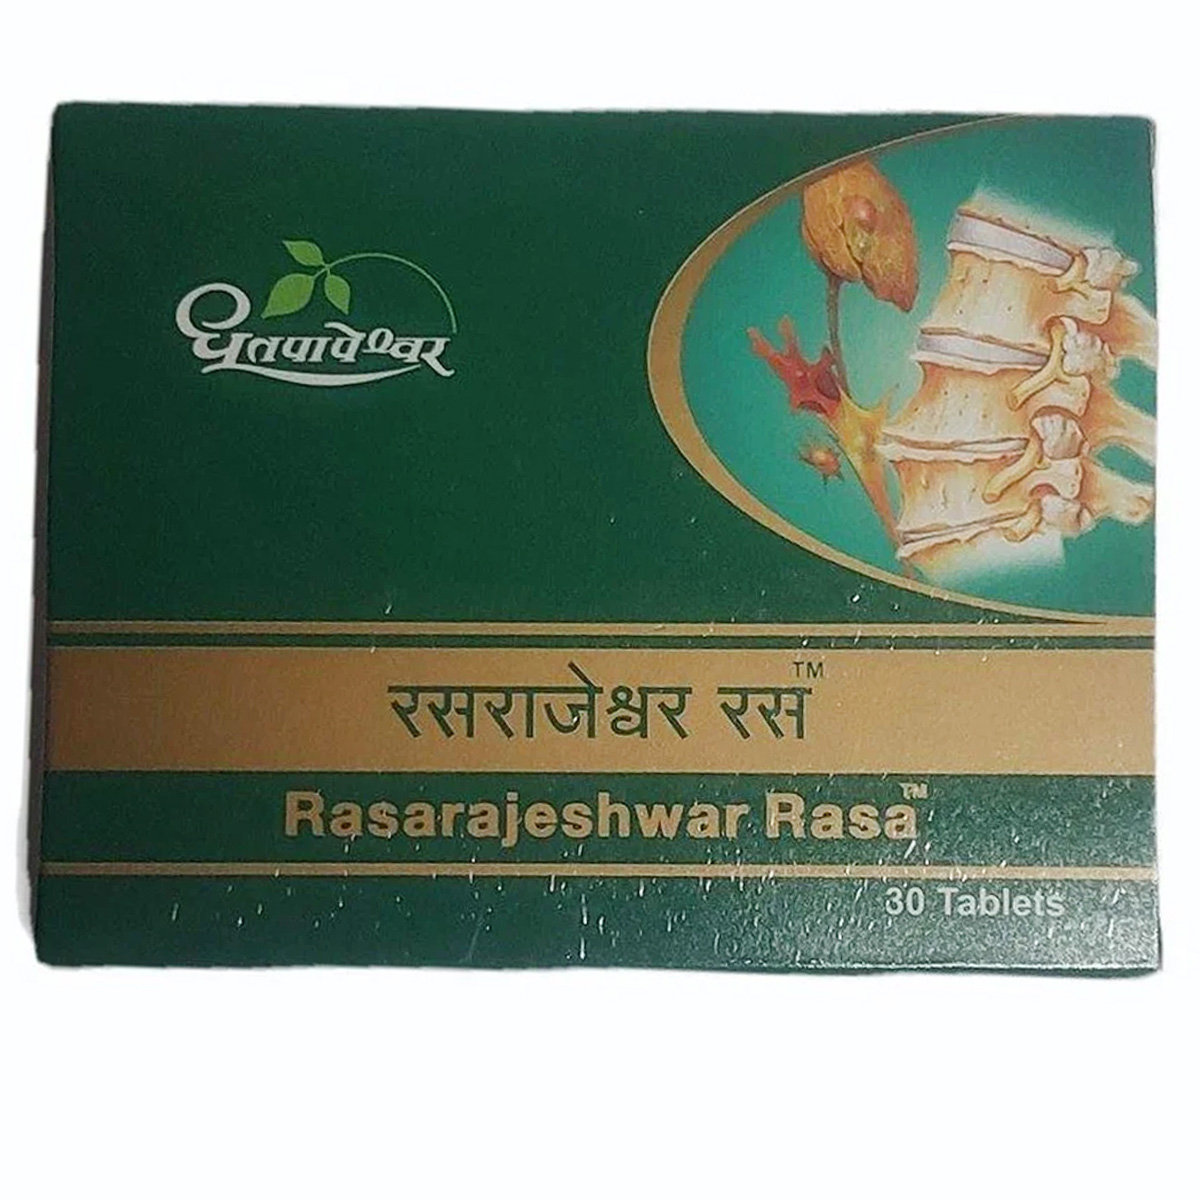 धूतपापेश्वर
रसराजेश्वर रस™
Rasarajeshwar Rasa™
30 Tablets